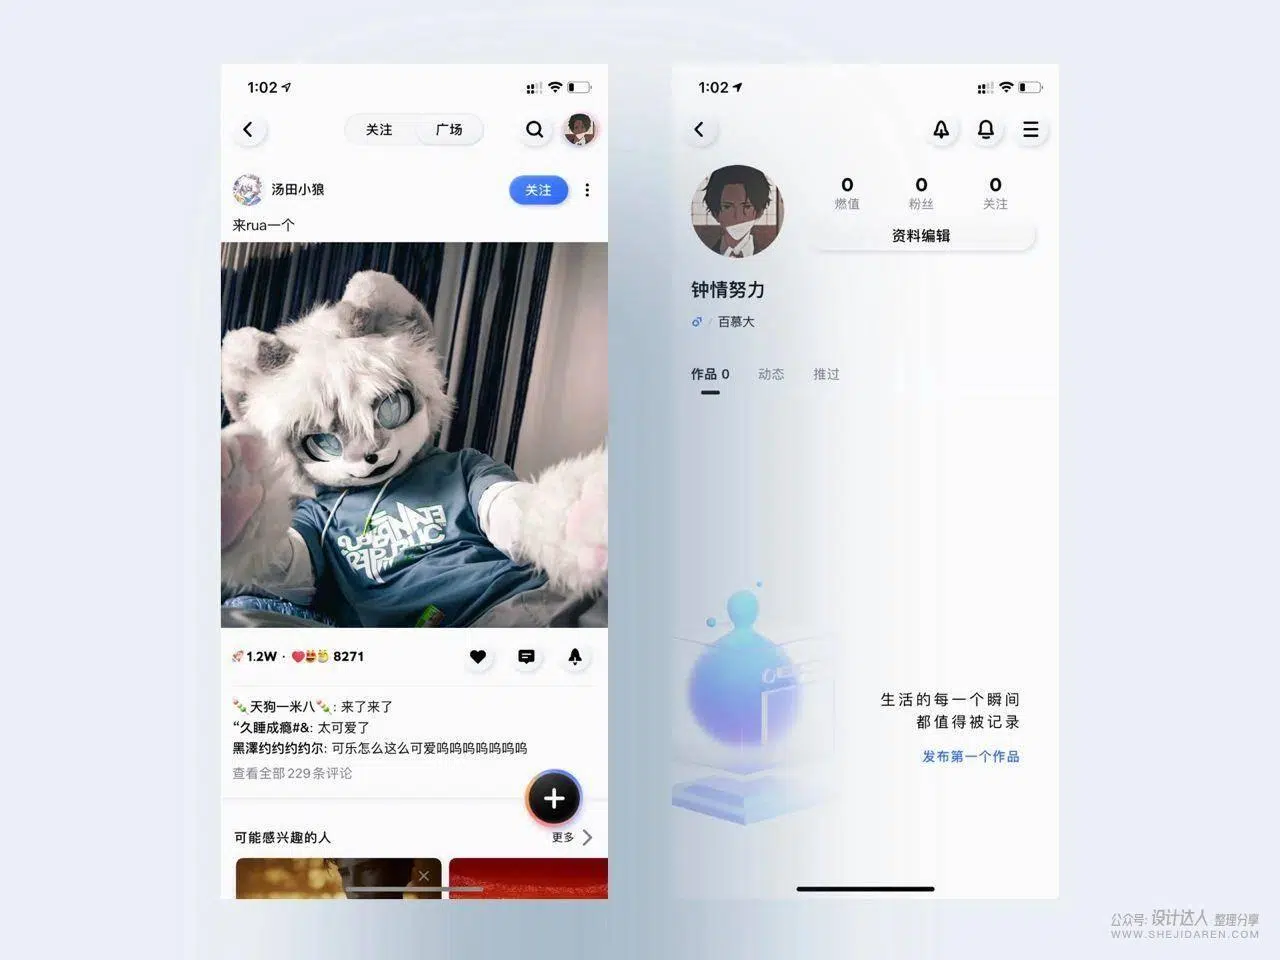 1:02
关注
广场
汤田小狼
关注
来rua一个
1.2W · 8271
天狗一米八: 来了来了
“久睡成瘾#&: 太可爱了
黑澤约约约约尔: 可乐怎么这么可爱呜呜呜呜呜呜呜
查看全部229条评论
可能感兴趣的人
更多
1:02
0
0
0
燃值
粉丝
关注
资料编辑
钟情努力
/ 百慕大
作品 0
动态
推过
生活的每一个瞬间
都值得被记录
发布第一个作品
公众号: 设计达人 整理分享
WWW.SHEJIDAREN.COM